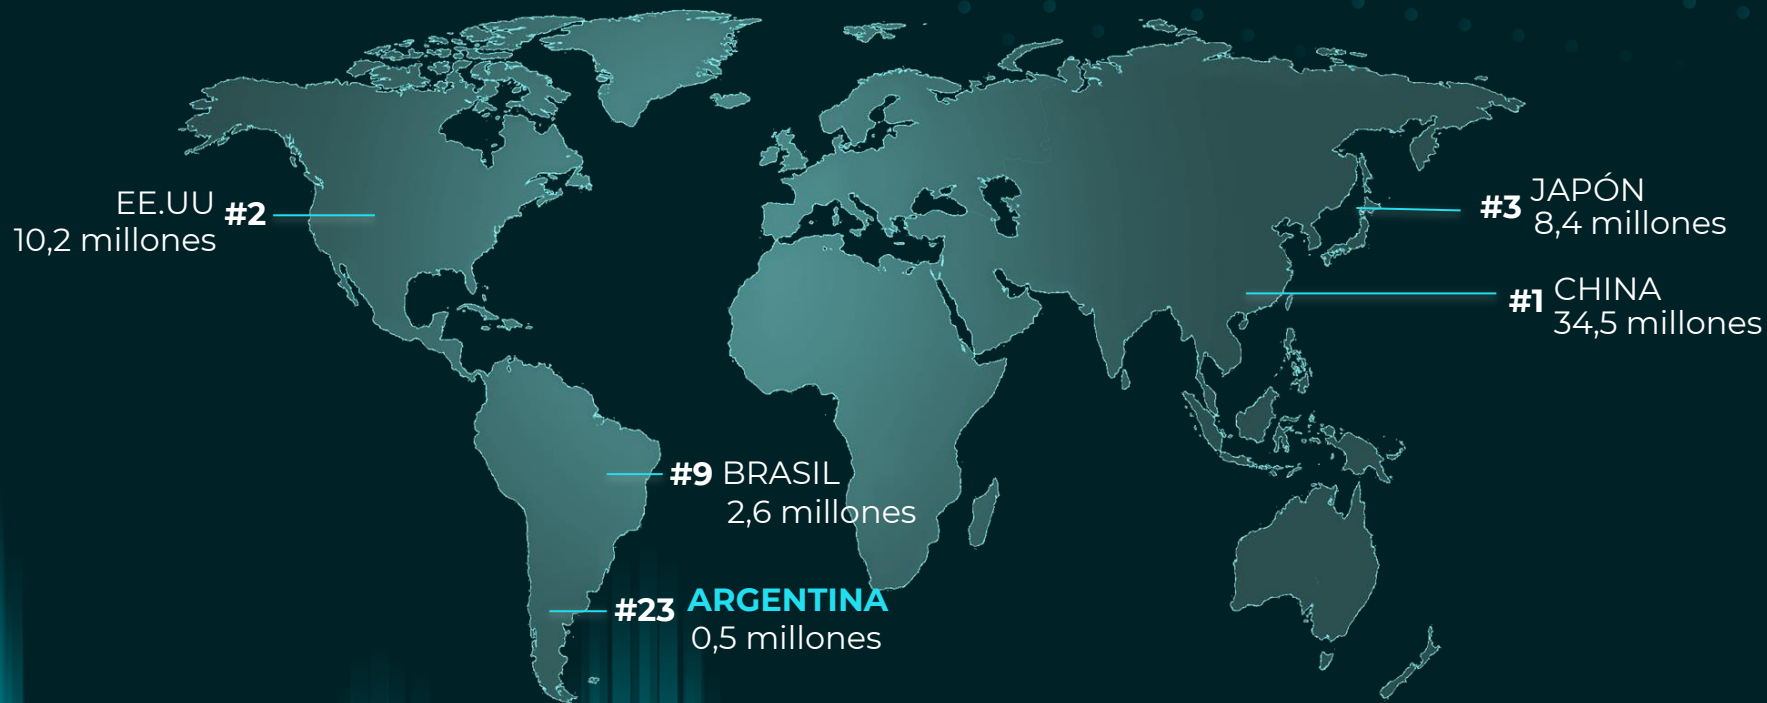 EE.UU
#2
10,2 millones
#3
JAPÓN
8,4 millones
#1
CHINA
34,5 millones
#9 BRASIL
2,6 millones
#23 ARGENTINA
0,5 millones